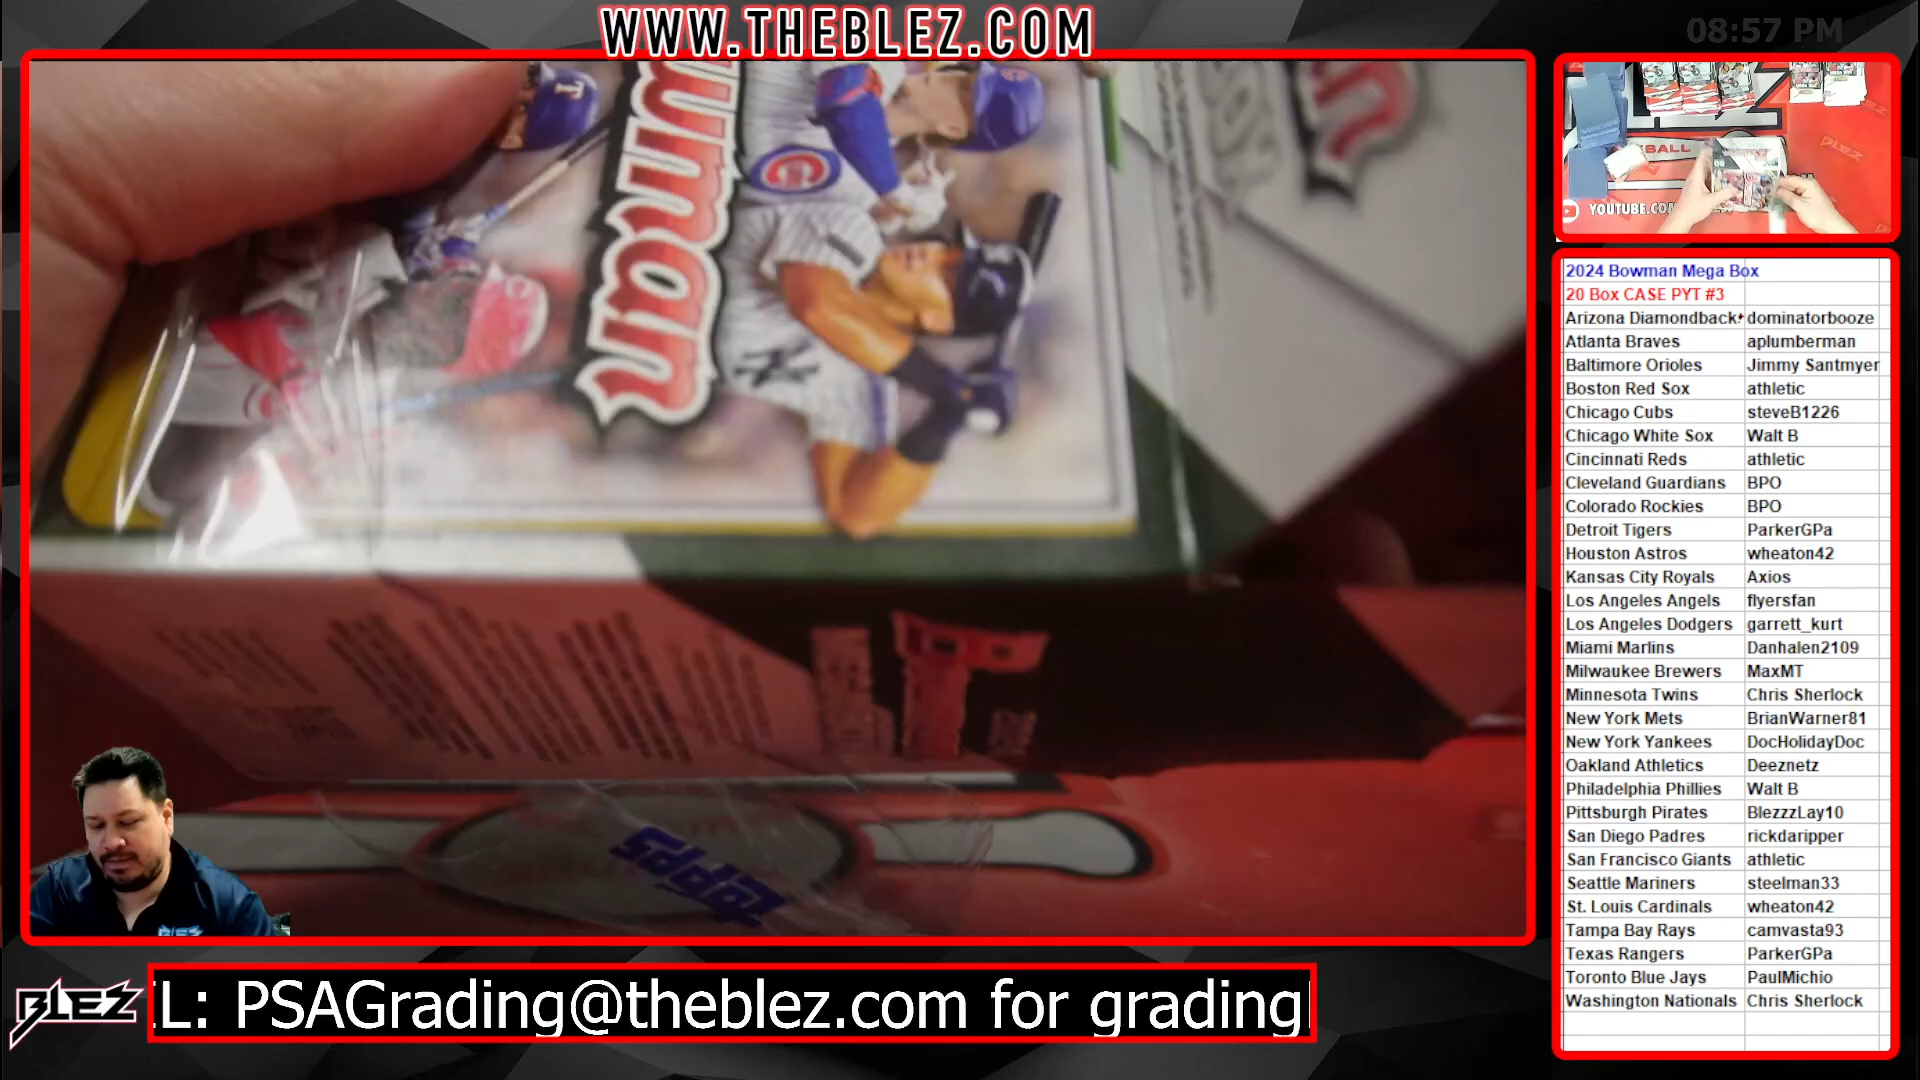 WWW.THEBLEZ.COM
08:57 PM
Bowman
T
C
topps
BLEZ
BALL
YOUTUBE.CO
2024 Bowman Mega Box
20 Box CASE PYT #3
Arizona Diamondback dominatorbooze
Atlanta Braves aplumberman
Baltimore Orioles Jimmy Santmyer
Boston Red Sox athletic
Chicago Cubs steveB1226
Chicago White Sox Walt B
Cincinnati Reds athletic
Cleveland Guardians BPO
Colorado Rockies BPO
Detroit Tigers ParkerGPa
Houston Astros wheaton42
Kansas City Royals Axios
Los Angeles Angels flyersfan
Los Angeles Dodgers garrett_kurt
Miami Marlins Danhalen2109
Milwaukee Brewers MaxMT
Minnesota Twins Chris Sherlock
New York Mets BrianWarner81
New York Yankees DocHolidayDoc
Oakland Athletics Deeznetz
Philadelphia Phillies Walt B
Pittsburgh Pirates BlezzzLay10
San Diego Padres rickdaripper
San Francisco Giants athletic
Seattle Mariners steelman33
St. Louis Cardinals wheaton42
Tampa Bay Rays camvasta93
Texas Rangers ParkerGPa
Toronto Blue Jays PaulMichio
Washington Nationals Chris Sherlock
BLEZ
L: PSAGrading@theblez.com for grading